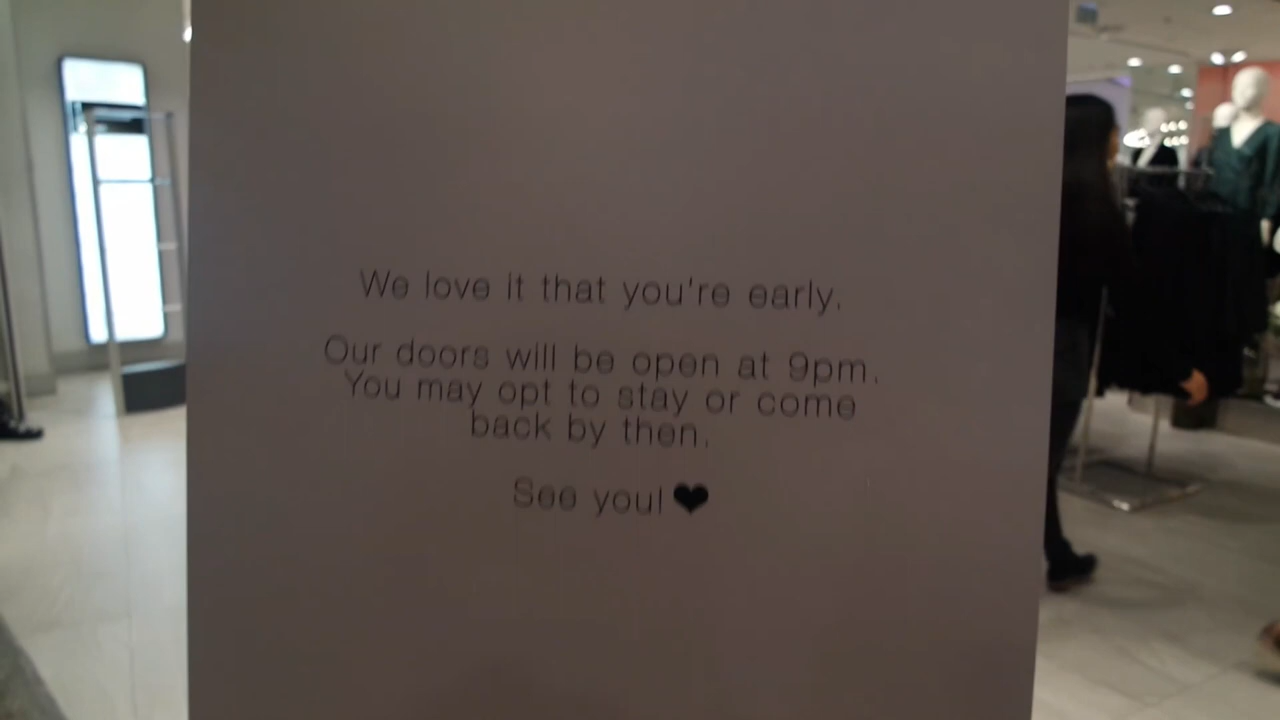 We love it that you're early.
Our doors will be open at 9pm.
You may opt to stay or come
back by then.
See you! ♥